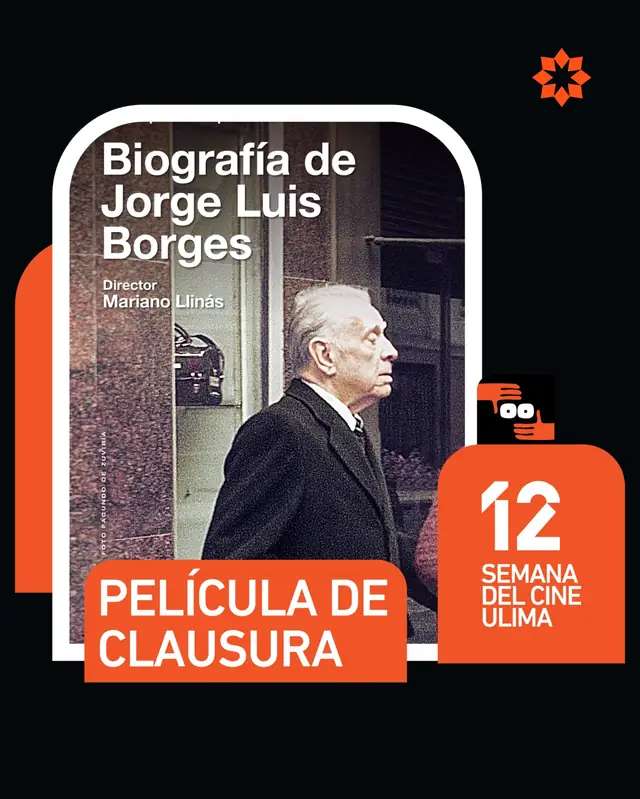 Biografía de
Jorge Luis
Borges
Director
Mariano Llinás
FOTO FACUNDO DE ZUVIRÍA
PELÍCULA DE
CLAUSURA
12
SEMANA
DEL CINE
ULIMA